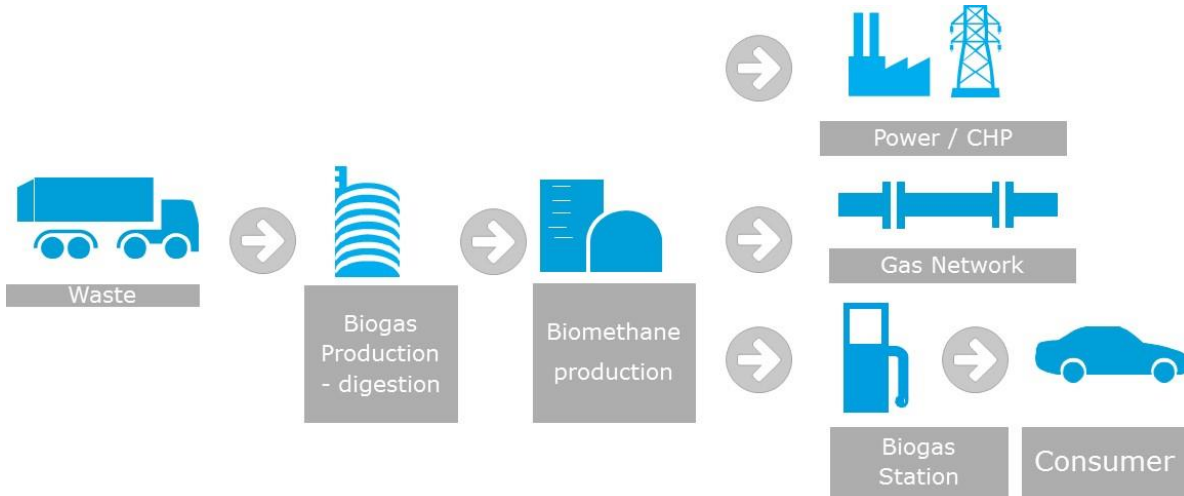 Power / CHP
Waste
Gas Network
Biogas
Production
- digestion
Biomethane
production
Biogas
Station
Consumer